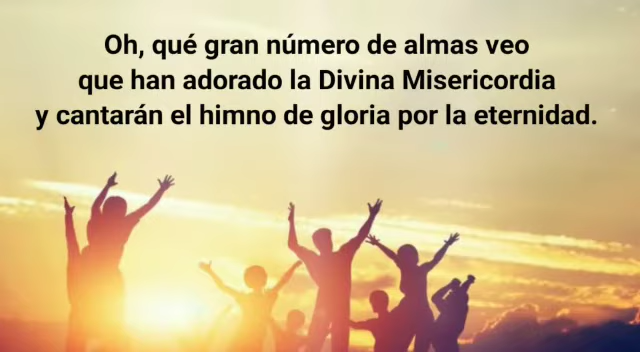 Oh, qué gran número de almas veo
que han adorado la Divina Misericordia
y cantarán el himno de gloria por la eternidad.